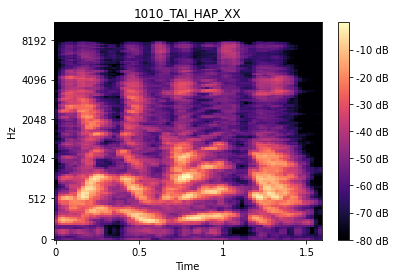 1010_TAI_HAP_XX
8192
4096
2048
1024
512
0
Hz
0
0.5
1
1.5
Time
-10 dB
-20 dB
-30 dB
-40 dB
-50 dB
-60 dB
-70 dB
-80 dB